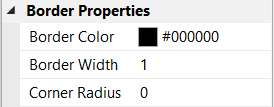 Border Properties
Border Color #000000
Border Width 1
Corner Radius 0